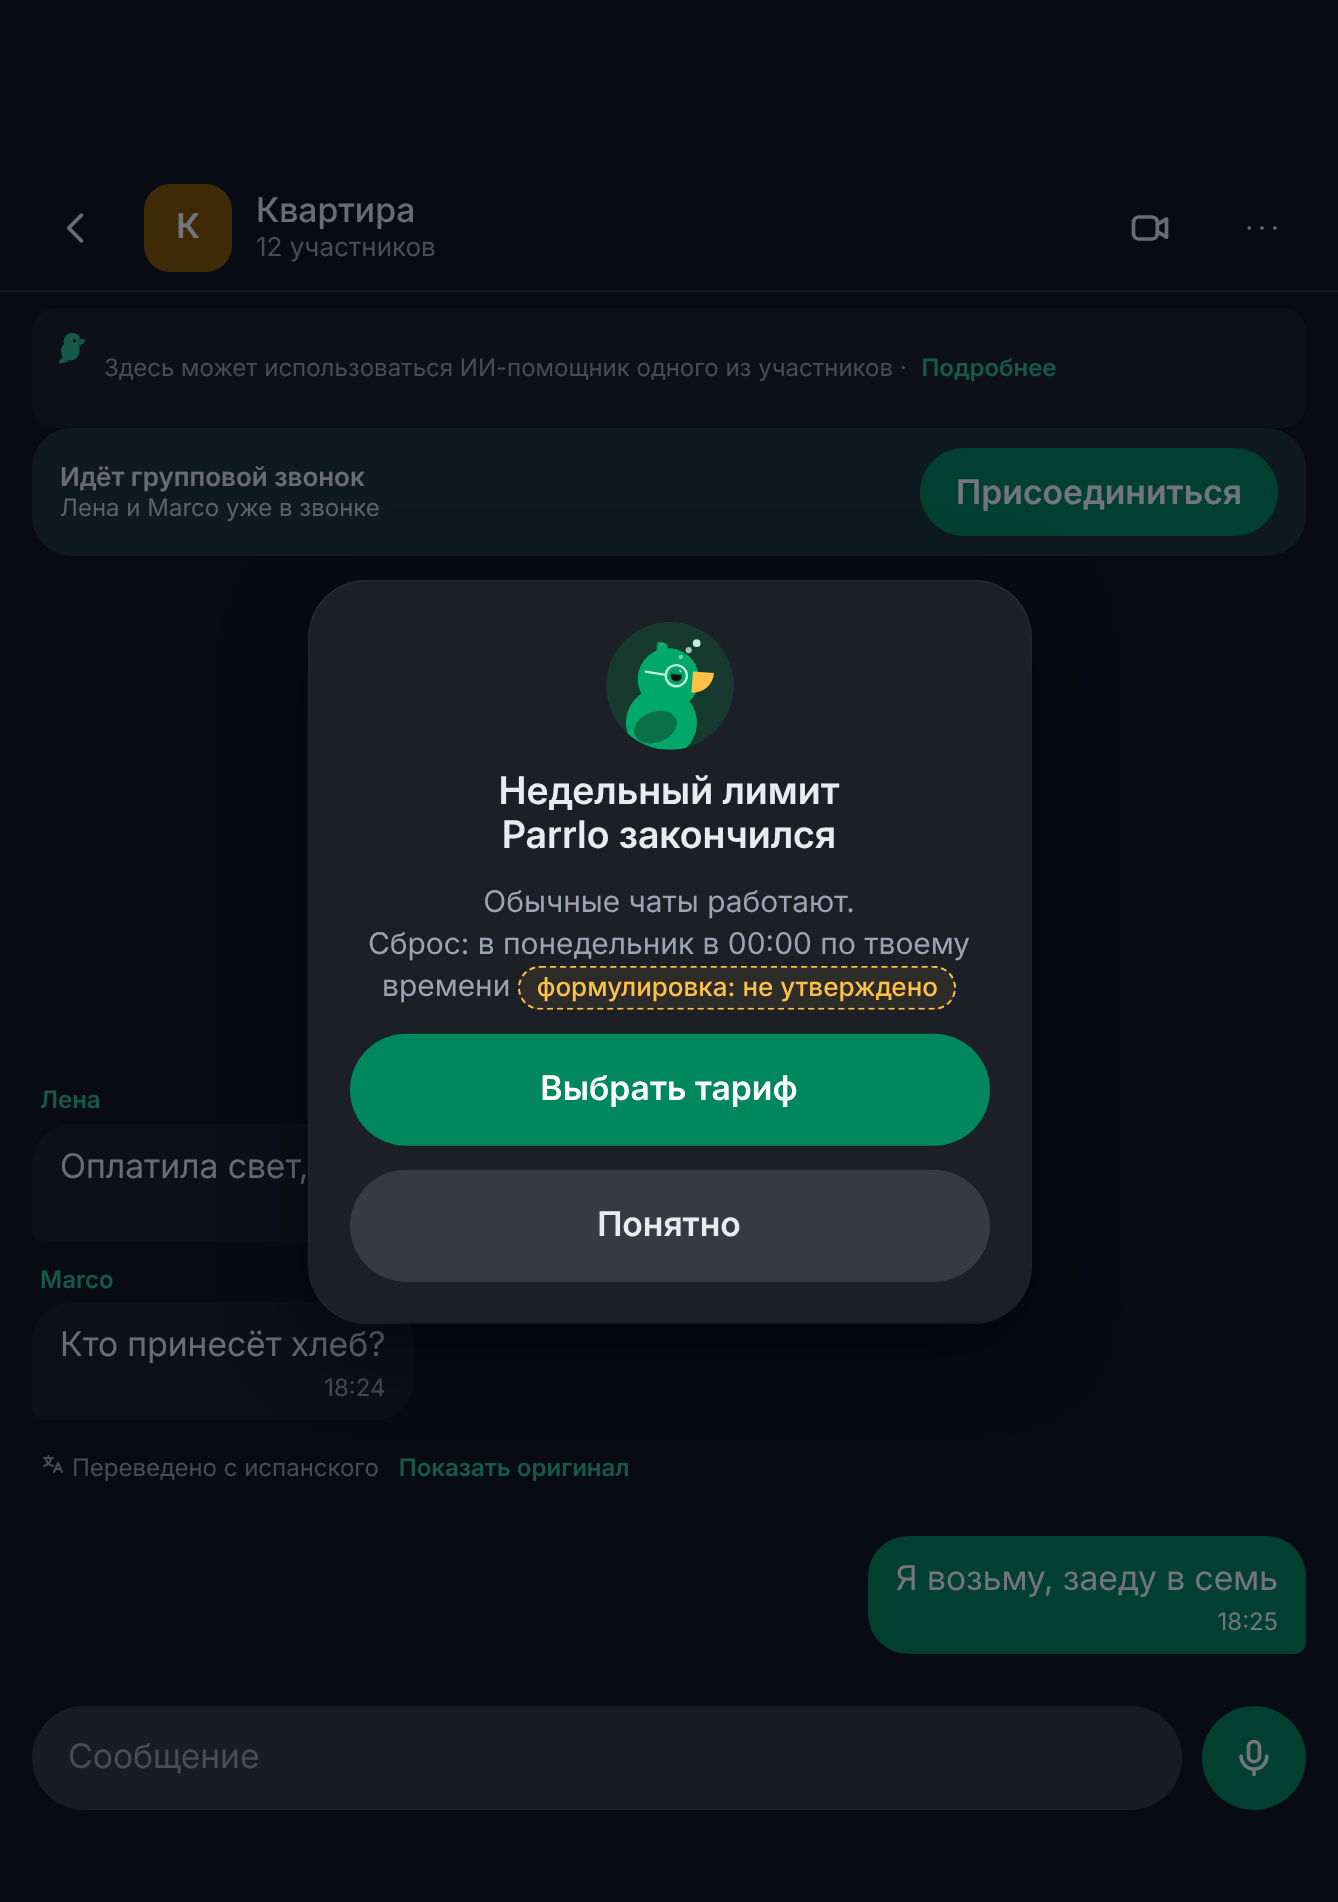 К
Квартира
12 участников
Здесь может использоваться ИИ-помощник одного из участников · Подробнее
Идёт групповой звонок
Лена и Marco уже в звонке
Присоединиться
Недельный лимит
Parrlo закончился
Обычные чаты работают.
Сброс: в понедельник в 00:00 по твоему
времени формулировка: не утверждено
Выбрать тариф
Понятно
Лена
Оплатила свет,
Marco
Кто принесёт хлеб?
18:24
Переведено с испанского Показать оригинал
Я возьму, заеду в семь
18:25
Сообщение